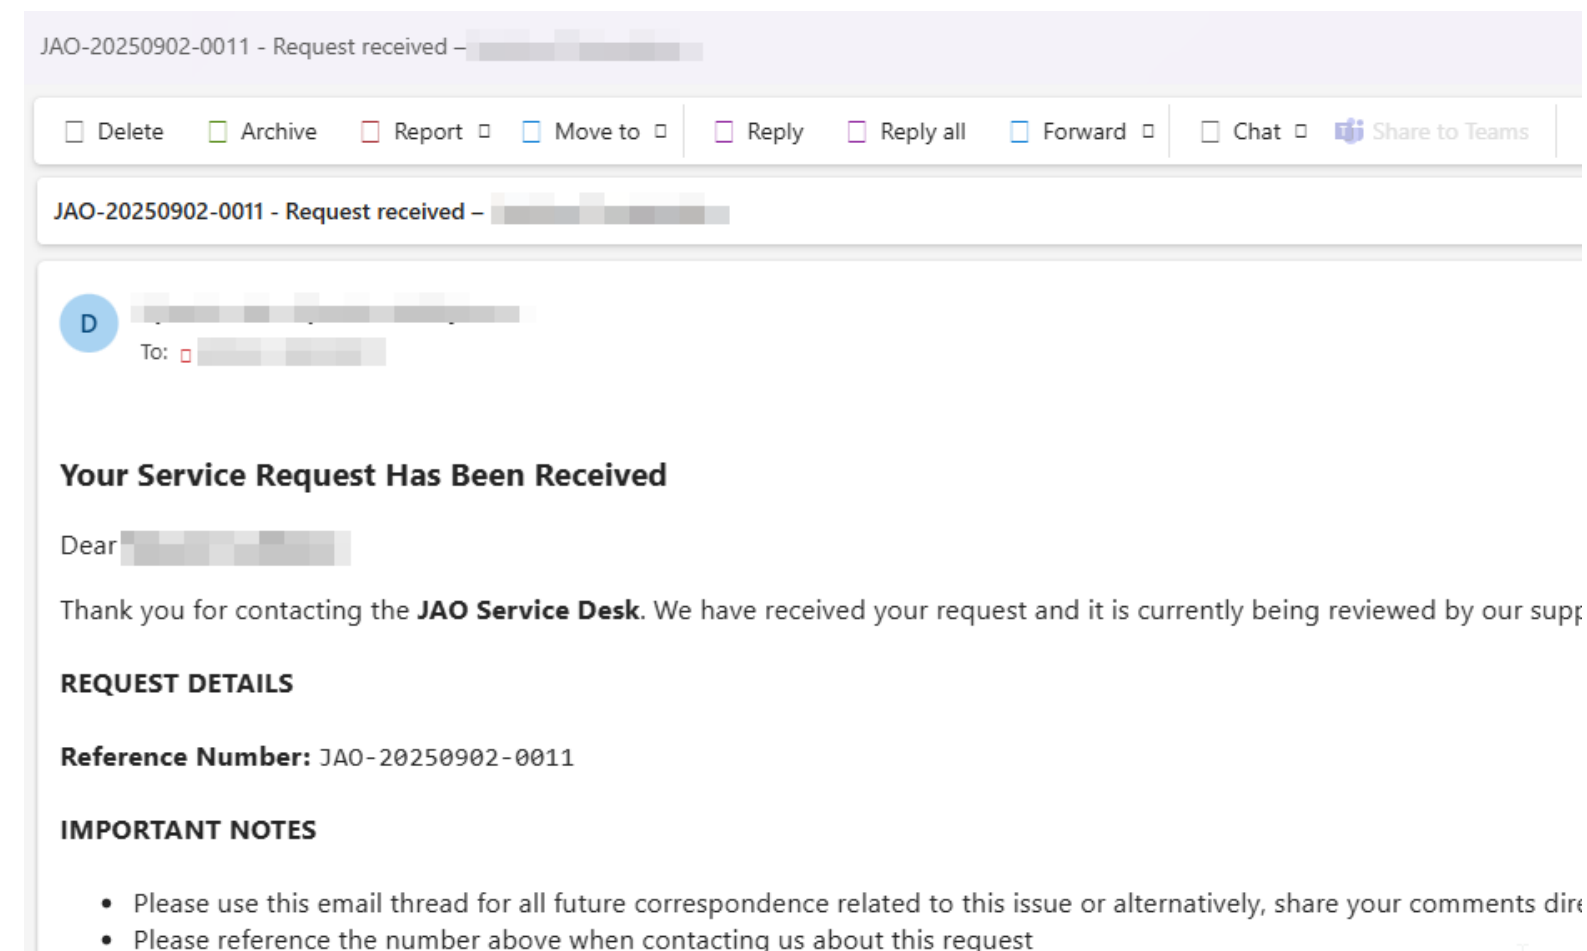 JAO-20250902-0011 - Request received –
Delete Archive Report Move to Reply Reply all Forward Chat Share to Teams
JAO-20250902-0011 - Request received –
D
To:
Your Service Request Has Been Received
Dear
Thank you for contacting the JAO Service Desk. We have received your request and it is currently being reviewed by our supp
REQUEST DETAILS
Reference Number: JAO-20250902-0011
IMPORTANT NOTES
• Please use this email thread for all future correspondence related to this issue or alternatively, share your comments dire
• Please reference the number above when contacting us about this request